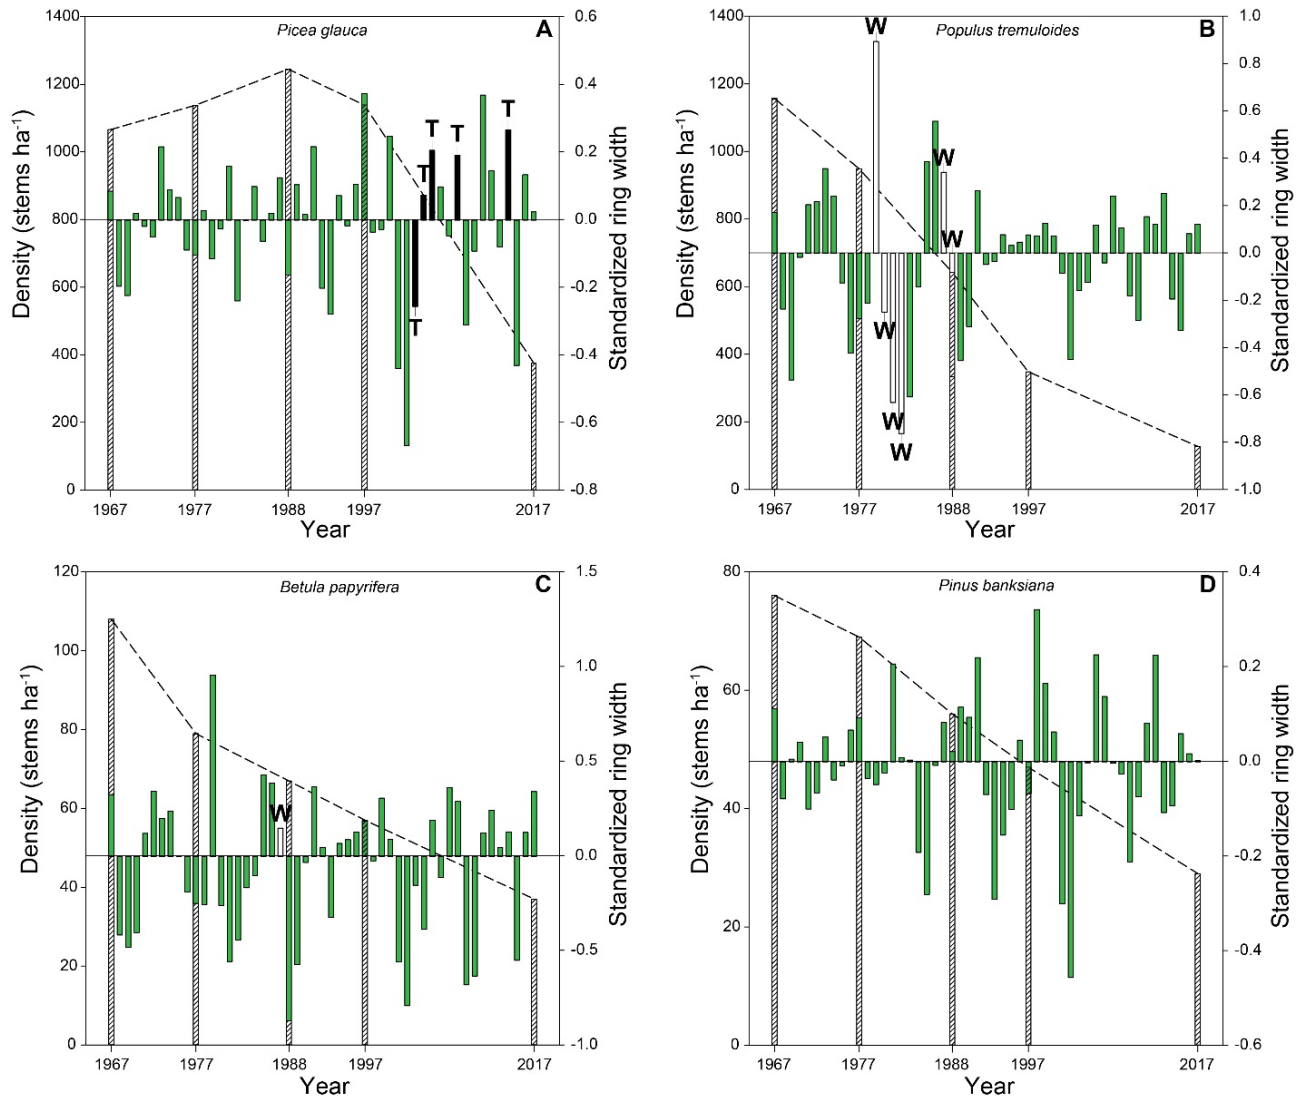 Picea glauca
A
Density (stems ha-1)
1400
1200
1000
800
600
400
200
0
0.6
0.4
0.2
0.0
-0.2
-0.4
-0.6
-0.8
Standardized ring width
T
T
T
T
T
1967
1977
1988
1997
2017
Year
Populus tremuloides
B
Density (stems ha-1)
1400
1200
1000
800
600
400
200
0
1.0
0.8
0.6
0.4
0.2
0.0
-0.2
-0.4
-0.6
-0.8
-1.0
Standardized ring width
W
W
W
W
W
W
1967
1977
1988
1997
2017
Year
Betula papyrifera
C
Density (stems ha-1)
120
100
80
60
40
20
0
1.5
1.0
0.5
0.0
-0.5
-1.0
Standardized ring width
W
1967
1977
1988
1997
2017
Year
Pinus banksiana
D
Density (stems ha-1)
80
60
40
20
0
0.4
0.2
0.0
-0.2
-0.4
-0.6
Standardized ring width
1967
1977
1988
1997
2017
Year